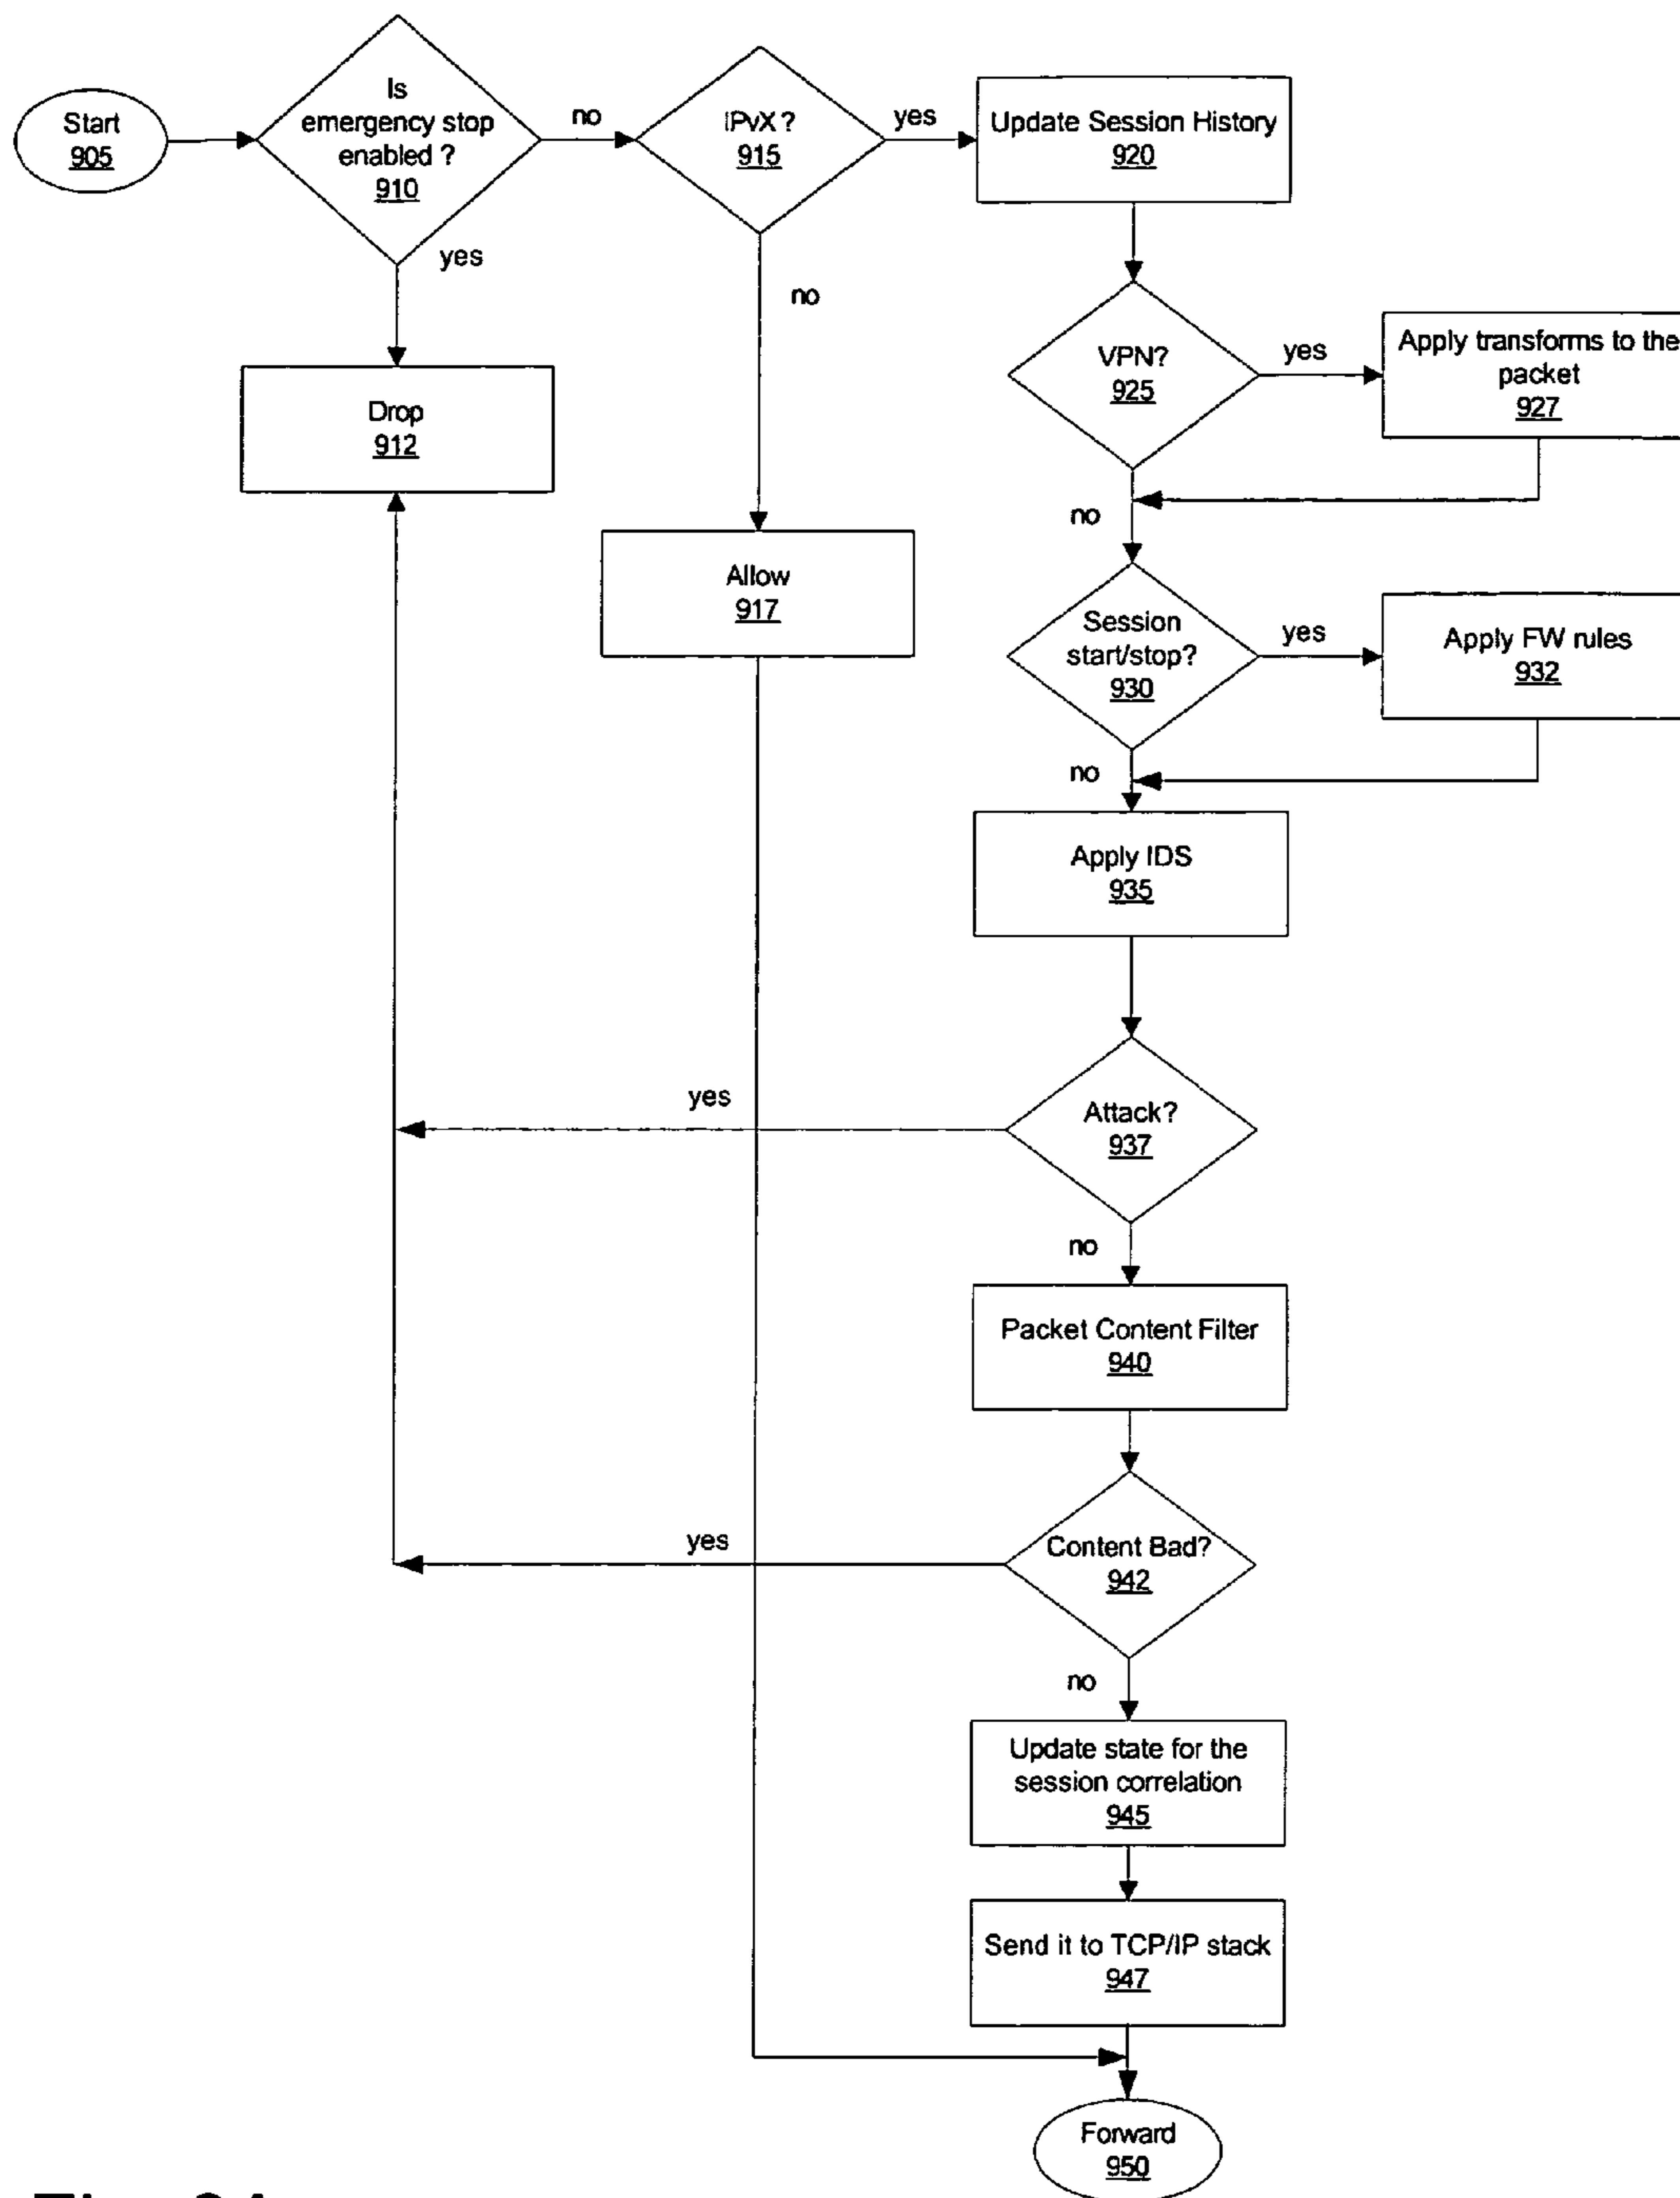 Start
905
Is
emergency stop
enabled ?
910
no
IPvX ?
915
yes
Update Session History
920
yes
no
VPN?
925
yes
Apply transforms to the
packet
927
Drop
912
no
Allow
917
Session
start/stop?
930
yes
Apply FW rules
932
no
Apply IDS
935
yes
Attack?
937
no
Packet Content Filter
940
yes
Content Bad?
942
no
Update state for the
session correlation
945
Send it to TCP/IP stack
947
Forward
950